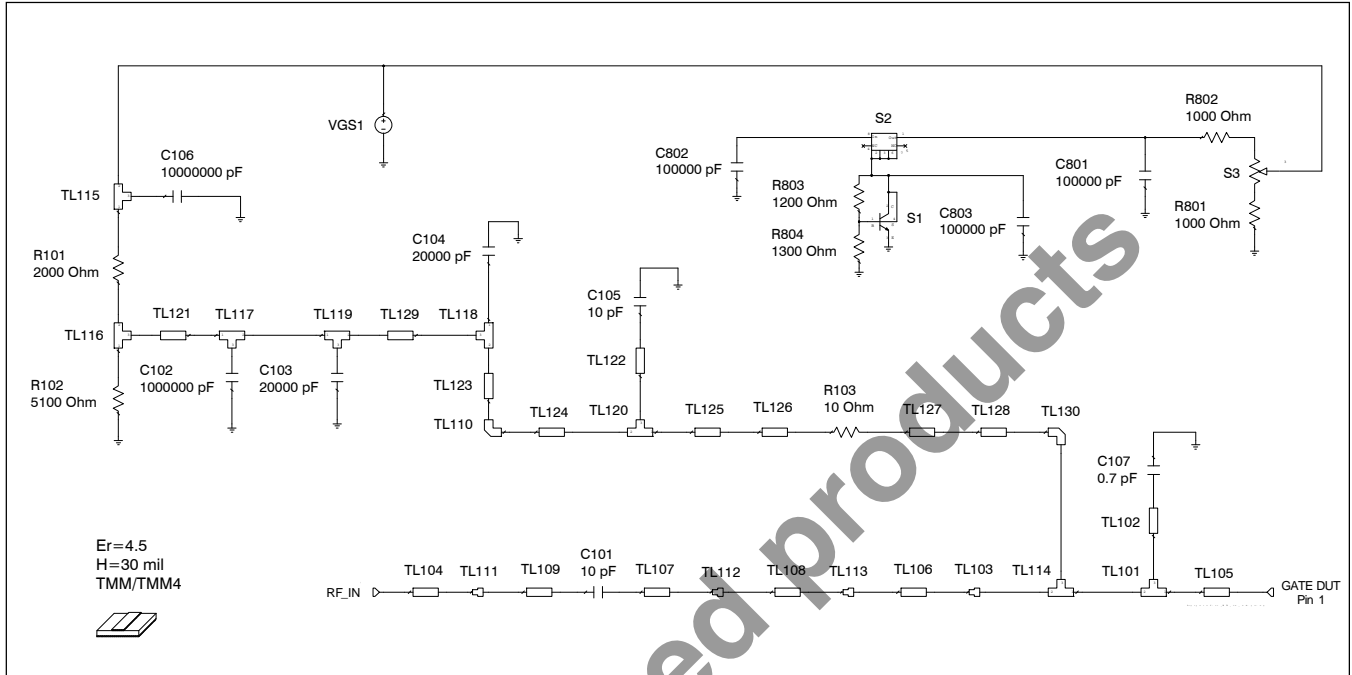 VGS1
S2
R802
1000 Ohm
C802
100000 pF
C801
100000 pF
S3
C106
10000000 pF
TL115
R803
1200 Ohm
S1
R801
1000 Ohm
C803
100000 pF
R804
1300 Ohm
R101
2000 Ohm
C104
20000 pF
C105
10 pF
TL121
TL117
TL119
TL129
TL118
TL116
C102
1000000 pF
C103
20000 pF
R102
5100 Ohm
TL122
TL123
R103
10 Ohm
TL110
TL124
TL120
TL125
TL126
TL127
TL128
TL130
C107
0.7 pF
TL102
Er=4.5
H=30 mil
TMM/TMM4
C101
10 pF
RF_IN
TL104
TL111
TL109
TL107
TL112
TL108
TL113
TL106
TL103
TL114
TL101
TL105
GATE DUT
Pin 1
ed products